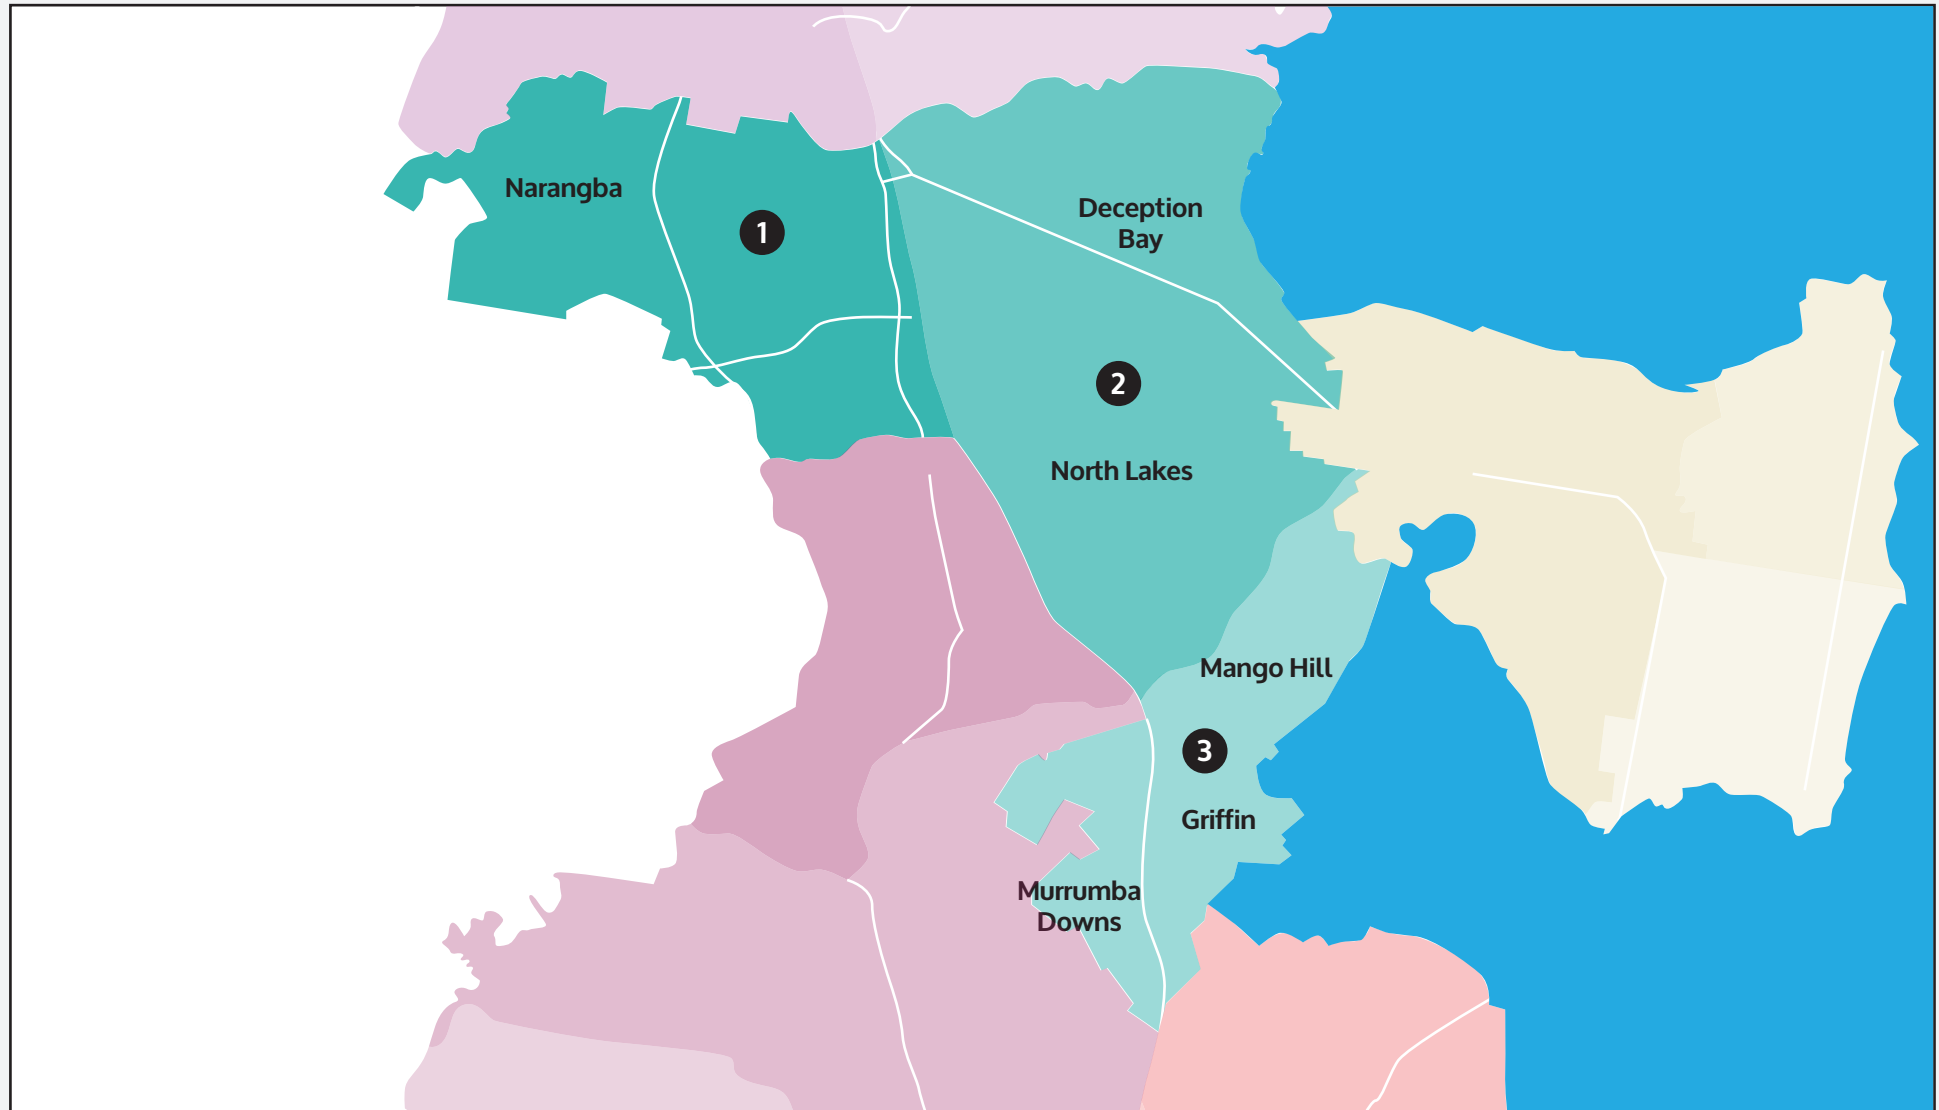 Narangba
1
Deception
Bay
2
North Lakes
Mango Hill
3
Griffin
Murrumba
Downs